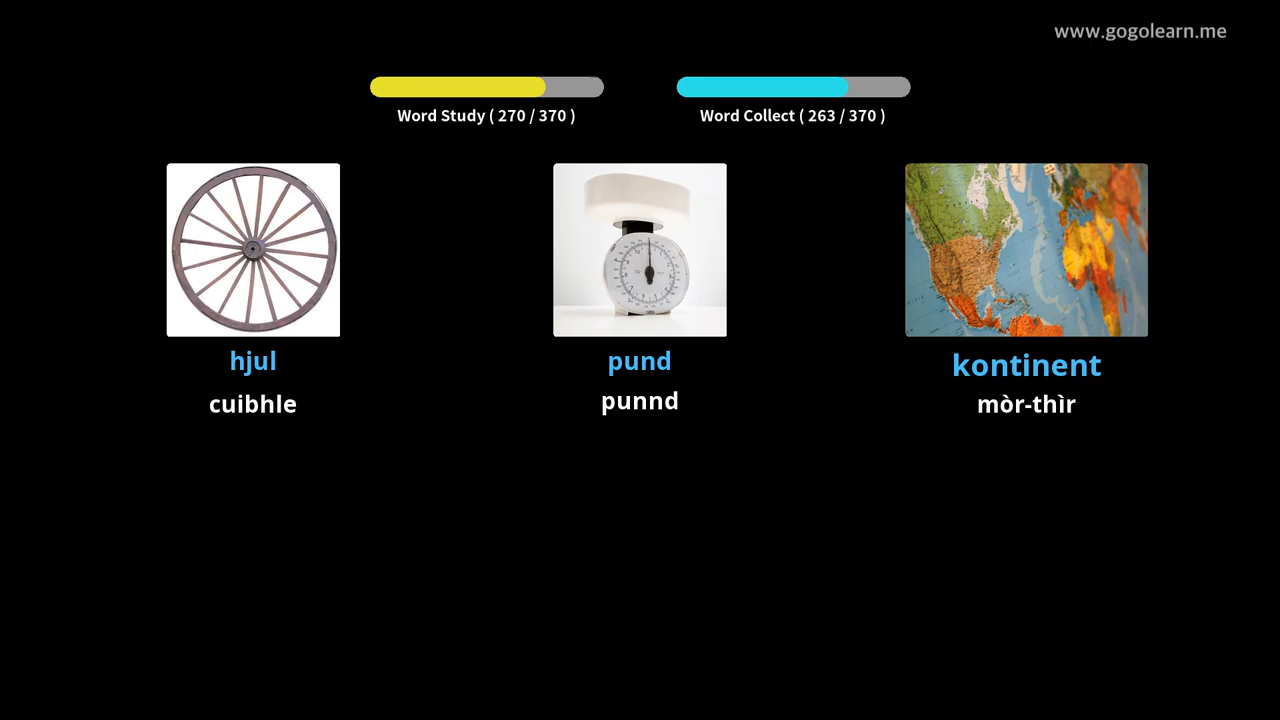 www.gogolearn.me
Word Study ( 270 / 370 )
Word Collect ( 263 / 370 )
hjul
pund
kontinent
cuibhle
punnd
mòr-thìr